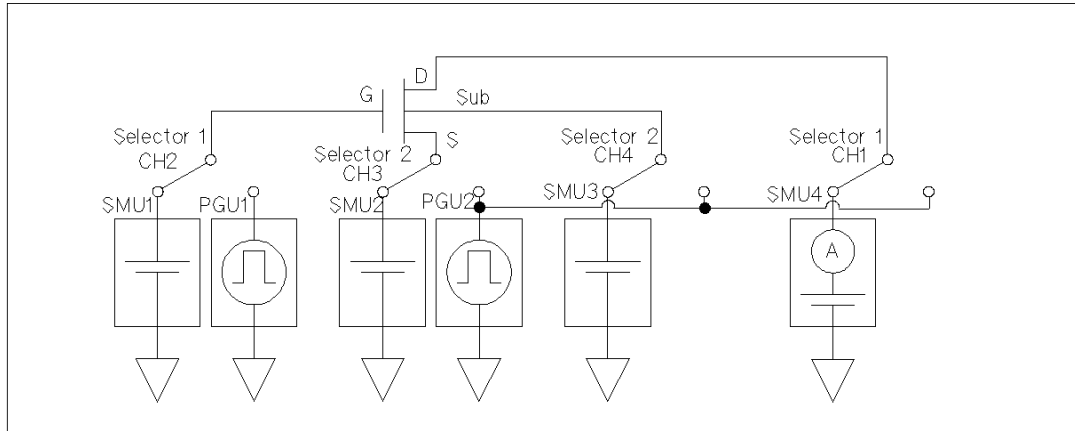 D
G
Sub
S
Selector 1
CH2
Selector 2
CH3
Selector 2
CH4
Selector 1
CH1
SMU1
PGU1
SMU2
PGU2
SMU3
SMU4
A